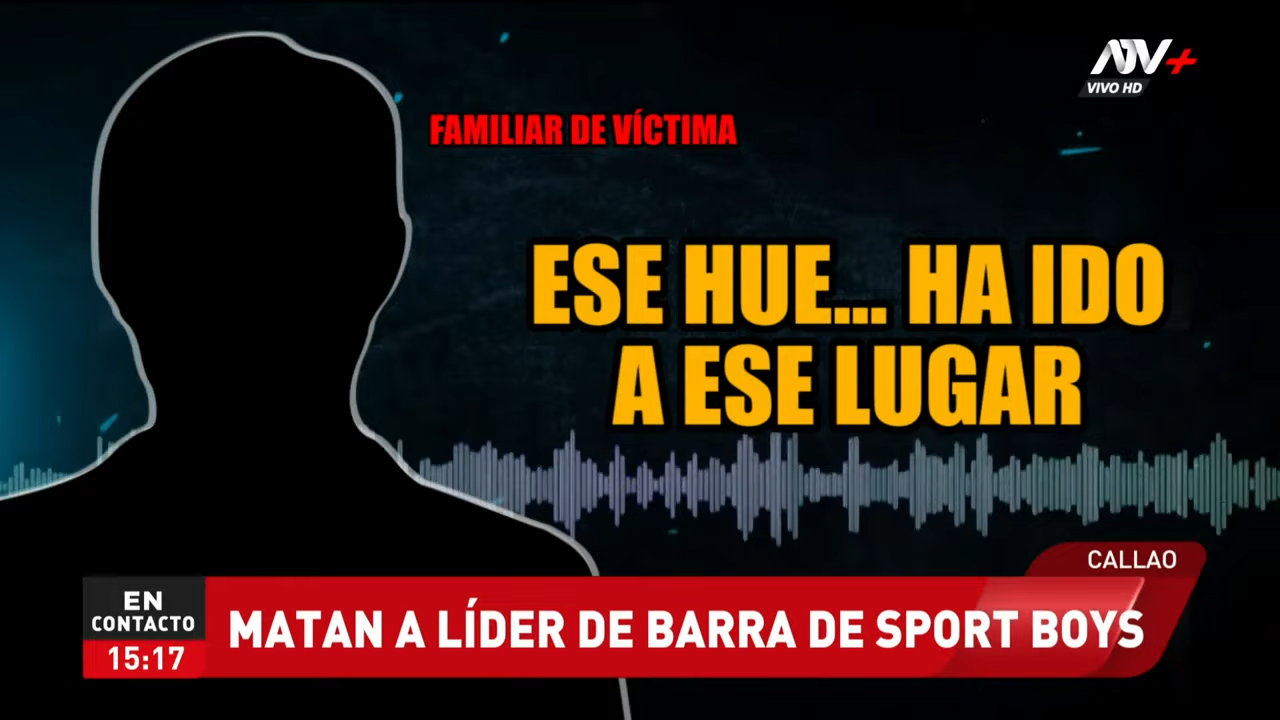 ATV+
VIVO HD
FAMILIAR DE VÍCTIMA
ESE HUE... HA IDO
A ESE LUGAR
CALLAO
EN
CONTACTO
MATAN A LÍDER DE BARRA DE SPORT BOYS
15:17